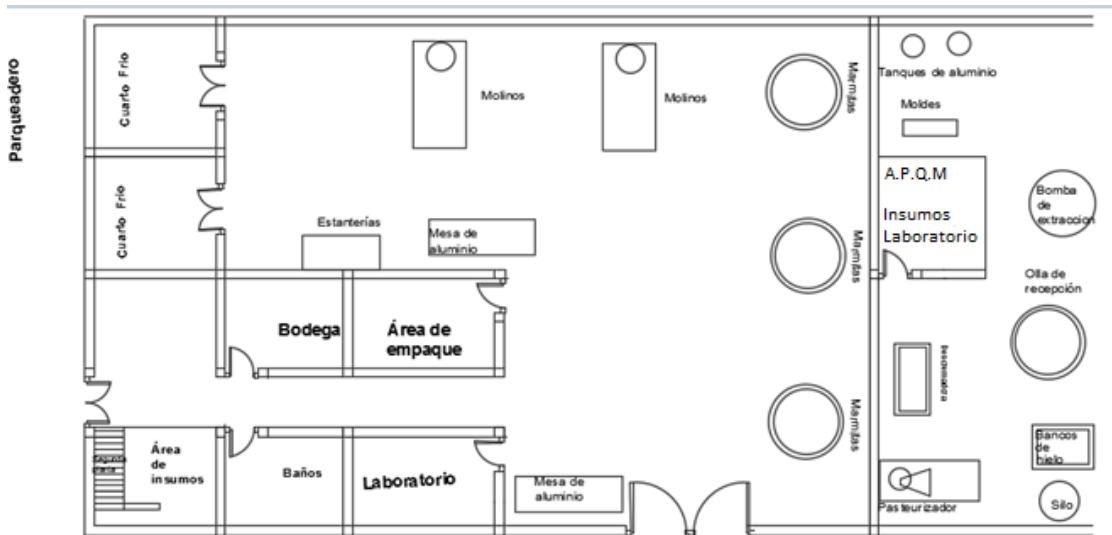 Parqueadero
Cuarto Frio
Cuarto Frio
Molinos
Molinos
Marmitas
Marmitas
Marmitas
Tanques de aluminio
Moldes
A.P.Q.M
Insumos
Laboratorio
Bomba
de
extraccion
Olla de
recepción
Estanterías
Mesa de
aluminio
Bodega
Área de
empaque
Área
de
insumos
Baños
Laboratorio
Mesa de
aluminio
Bancos
de
hielo
Pasteurizador
Silo